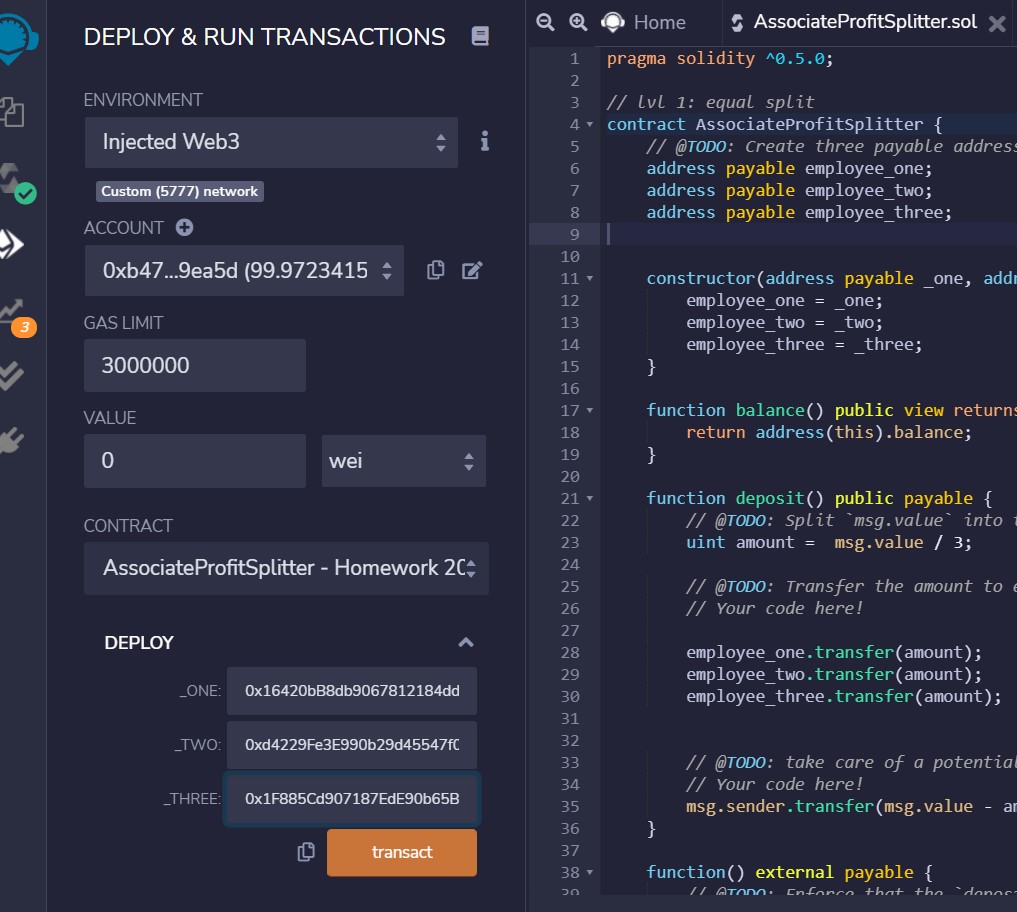 DEPLOY & RUN TRANSACTIONS
ENVIRONMENT
Injected Web3
Custom (5777) network
ACCOUNT
0xb47...9ea5d (99.9723415
GAS LIMIT
3000000
VALUE
0
wei
CONTRACT
AssociateProfitSplitter - Homework 20
DEPLOY
_ONE:
0x16420bB8db9067812184dd
_TWO:
0xd4229Fe3E990b29d45547f0
_THREE:
0x1F885Cd907187EdE90b65B
transact
3
Home
AssociateProfitSplitter.sol
1 pragma solidity ^0.5.0;
2
3 // lvl 1: equal split
4 contract AssociateProfitSplitter {
5 // @TODO: Create three payable address
6 address payable employee_one;
7 address payable employee_two;
8 address payable employee_three;
9
10
11 constructor(address payable _one, addr
12 employee_one = _one;
13 employee_two = _two;
14 employee_three = _three;
15 }
16
17 function balance() public view returns
18 return address(this).balance;
19 }
20
21 function deposit() public payable {
22 // @TODO: Split `msg.value` into t
23 uint amount =  msg.value / 3;
24
25 // @TODO: Transfer the amount to e
26 // Your code here!
27
28 employee_one.transfer(amount);
29 employee_two.transfer(amount);
30 employee_three.transfer(amount);
31
32
33 // @TODO: take care of a potential
34 // Your code here!
35 msg.sender.transfer(msg.value - am
36 }
37
38 function() external payable {
39 // @TODO: Enforce that the `depos